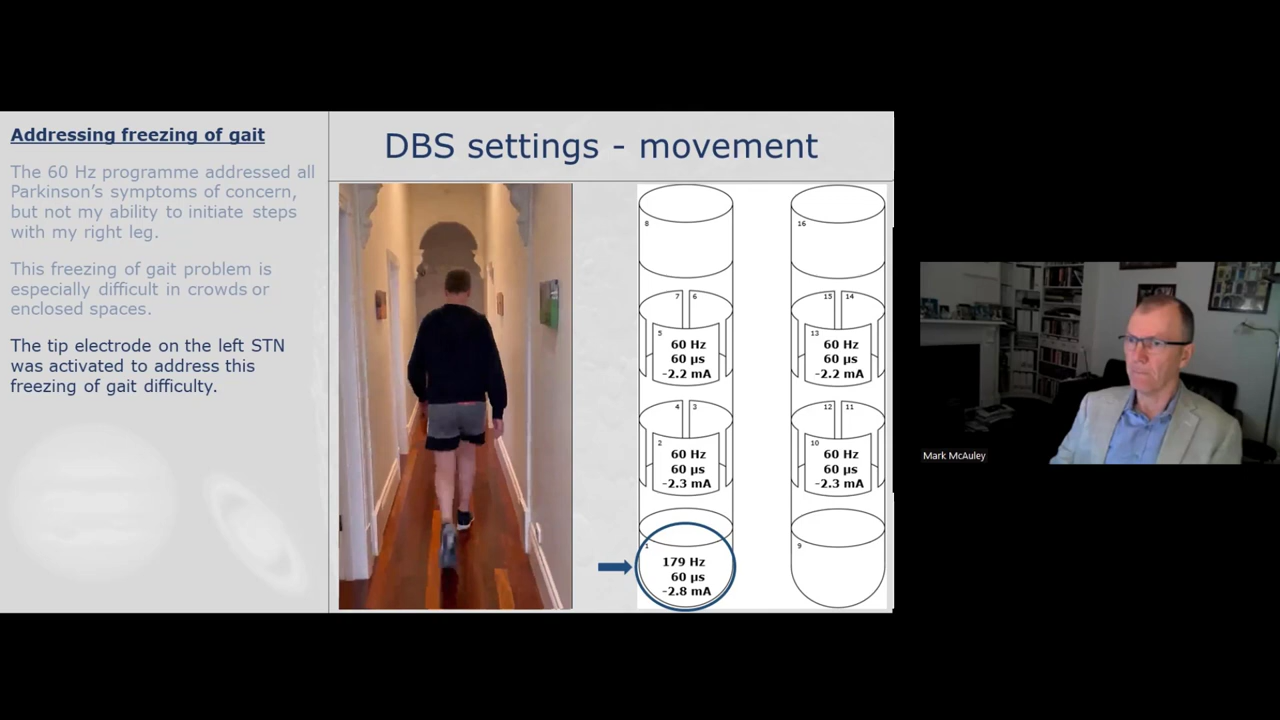 Addressing freezing of gait
The 60 Hz programme addressed all
Parkinson's symptoms of concern,
but not my ability to initiate steps
with my right leg.
This freezing of gait problem is
especially difficult in crowds or
enclosed spaces.
The tip electrode on the left STN
was activated to address this
freezing of gait difficulty.
DBS settings - movement
8
7 6
5
60 Hz
60 µs
-2.2 mA
4 3
2
60 Hz
60 µs
-2.3 mA
1
179 Hz
60 µs
-2.8 mA
16
15 14
13
60 Hz
60 µs
-2.2 mA
12 11
10
60 Hz
60 µs
-2.3 mA
9
Mark McAuley